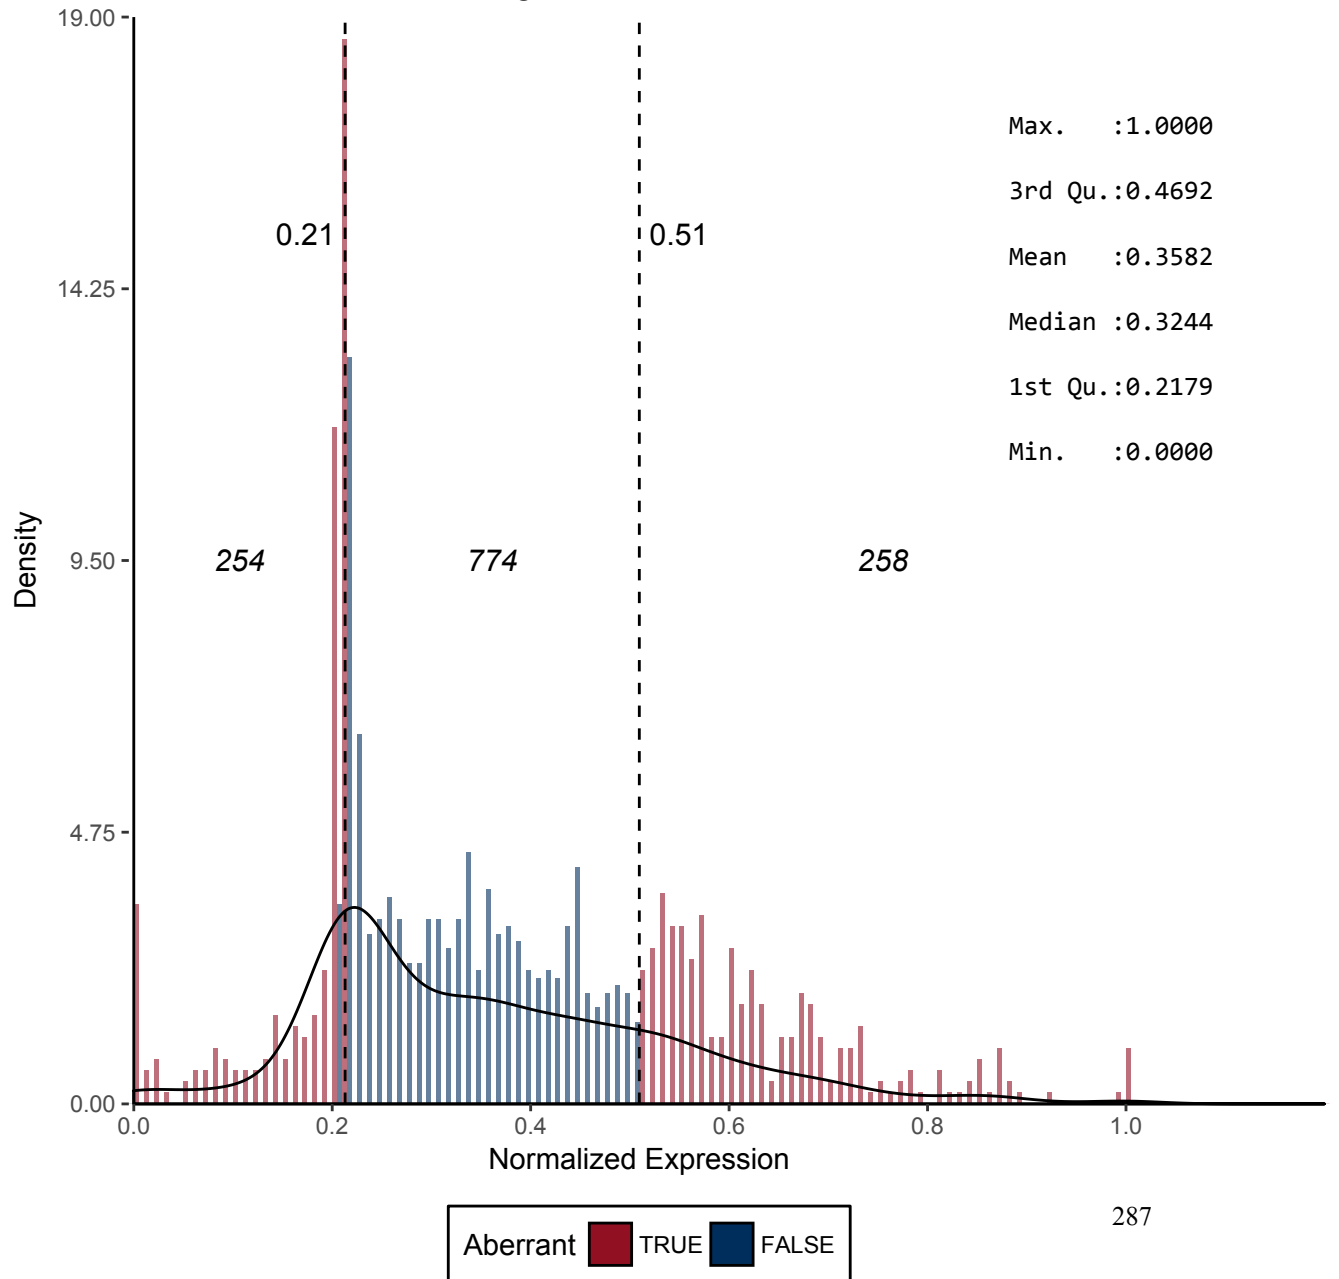 19.00
14.25
9.50
4.75
0.00
Density
0.21
0.51
Max.   :1.0000
3rd Qu.:0.4692
Mean   :0.3582
Median :0.3244
1st Qu.:0.2179
Min.   :0.0000
254
774
258
0.0 0.2 0.4 0.6 0.8 1.0
Normalized Expression
287
Aberrant TRUE FALSE